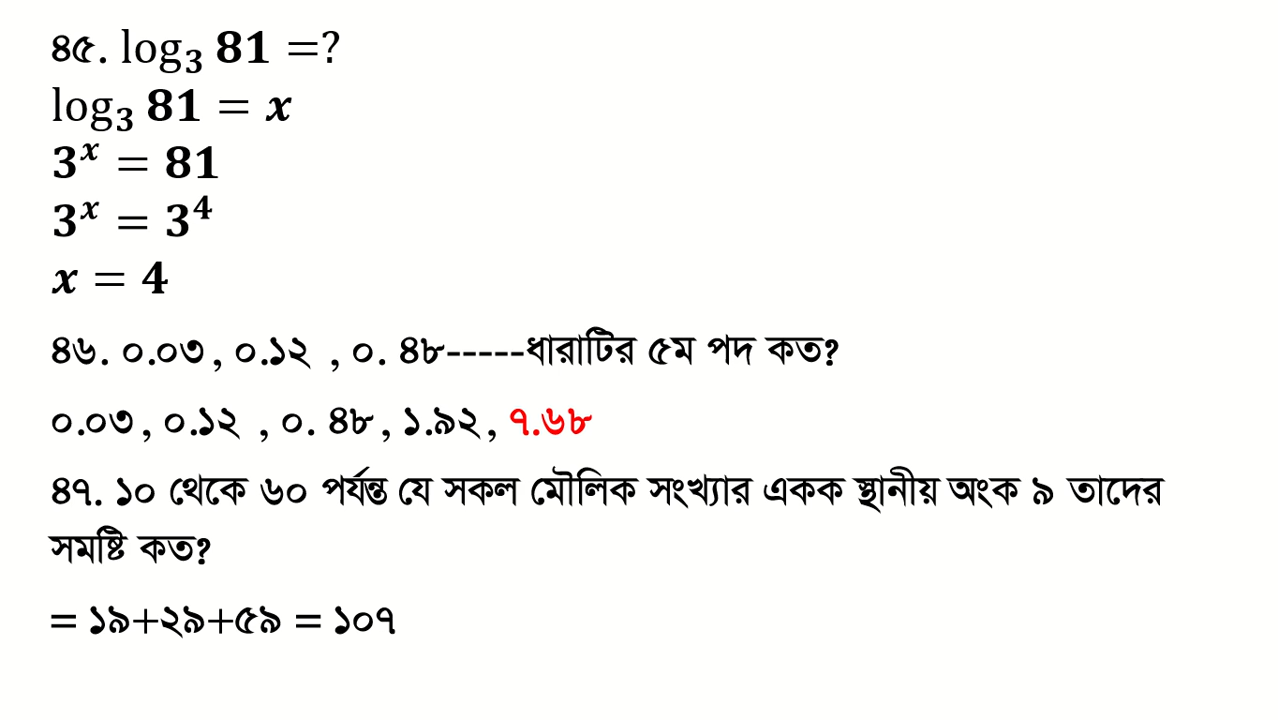 ৪৫. log₃ 81 =?
log₃ 81 = x
3ˣ = 81
3ˣ = 3⁴
x = 4
৪৬. ০.০৩, ০.১২ , ০. ৪৮-----ধারাটির ৫ম পদ কত?
০.০৩, ০.১২ , ০. ৪৮, ১.৯২, ৭.৬৮
৪৭. ১০ থেকে ৬০ পর্যন্ত যে সকল মৌলিক সংখ্যার একক স্থানীয় অংক ৯ তাদের
সমষ্টি কত?
= ১৯+২৯+৫৯ = ১০৭